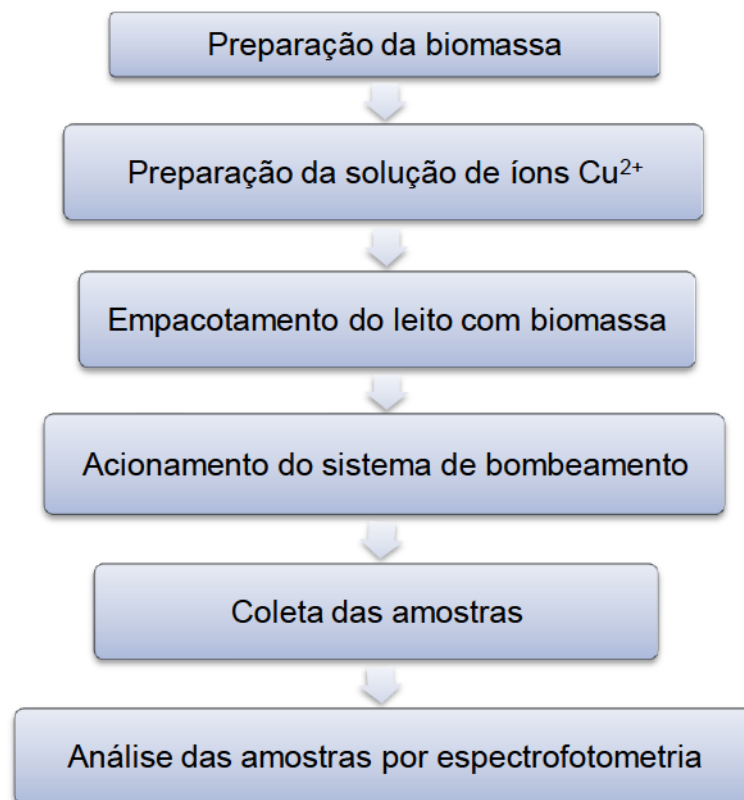 Preparação da biomassa
Preparação da solução de íons Cu²⁺
Empacotamento do leito com biomassa
Acionamento do sistema de bombeamento
Coleta das amostras
Análise das amostras por espectrofotometria